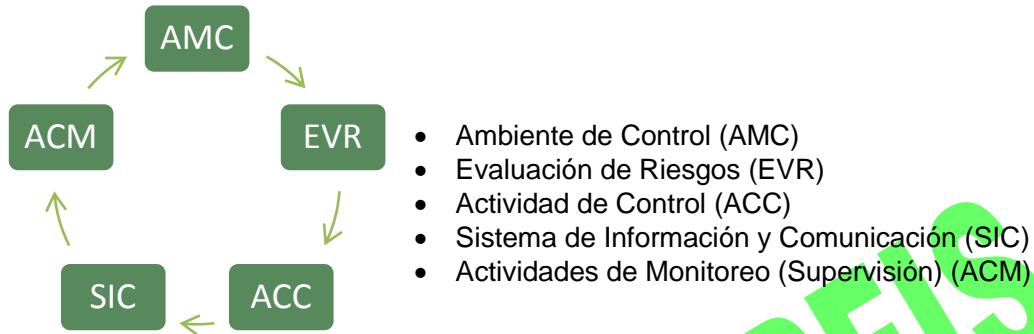 AMC
ACM
EVR
SIC
ACC
• Ambiente de Control (AMC)
• Evaluación de Riesgos (EVR)
• Actividad de Control (ACC)
• Sistema de Información y Comunicación (SIC)
• Actividades de Monitoreo (Supervisión) (ACM)